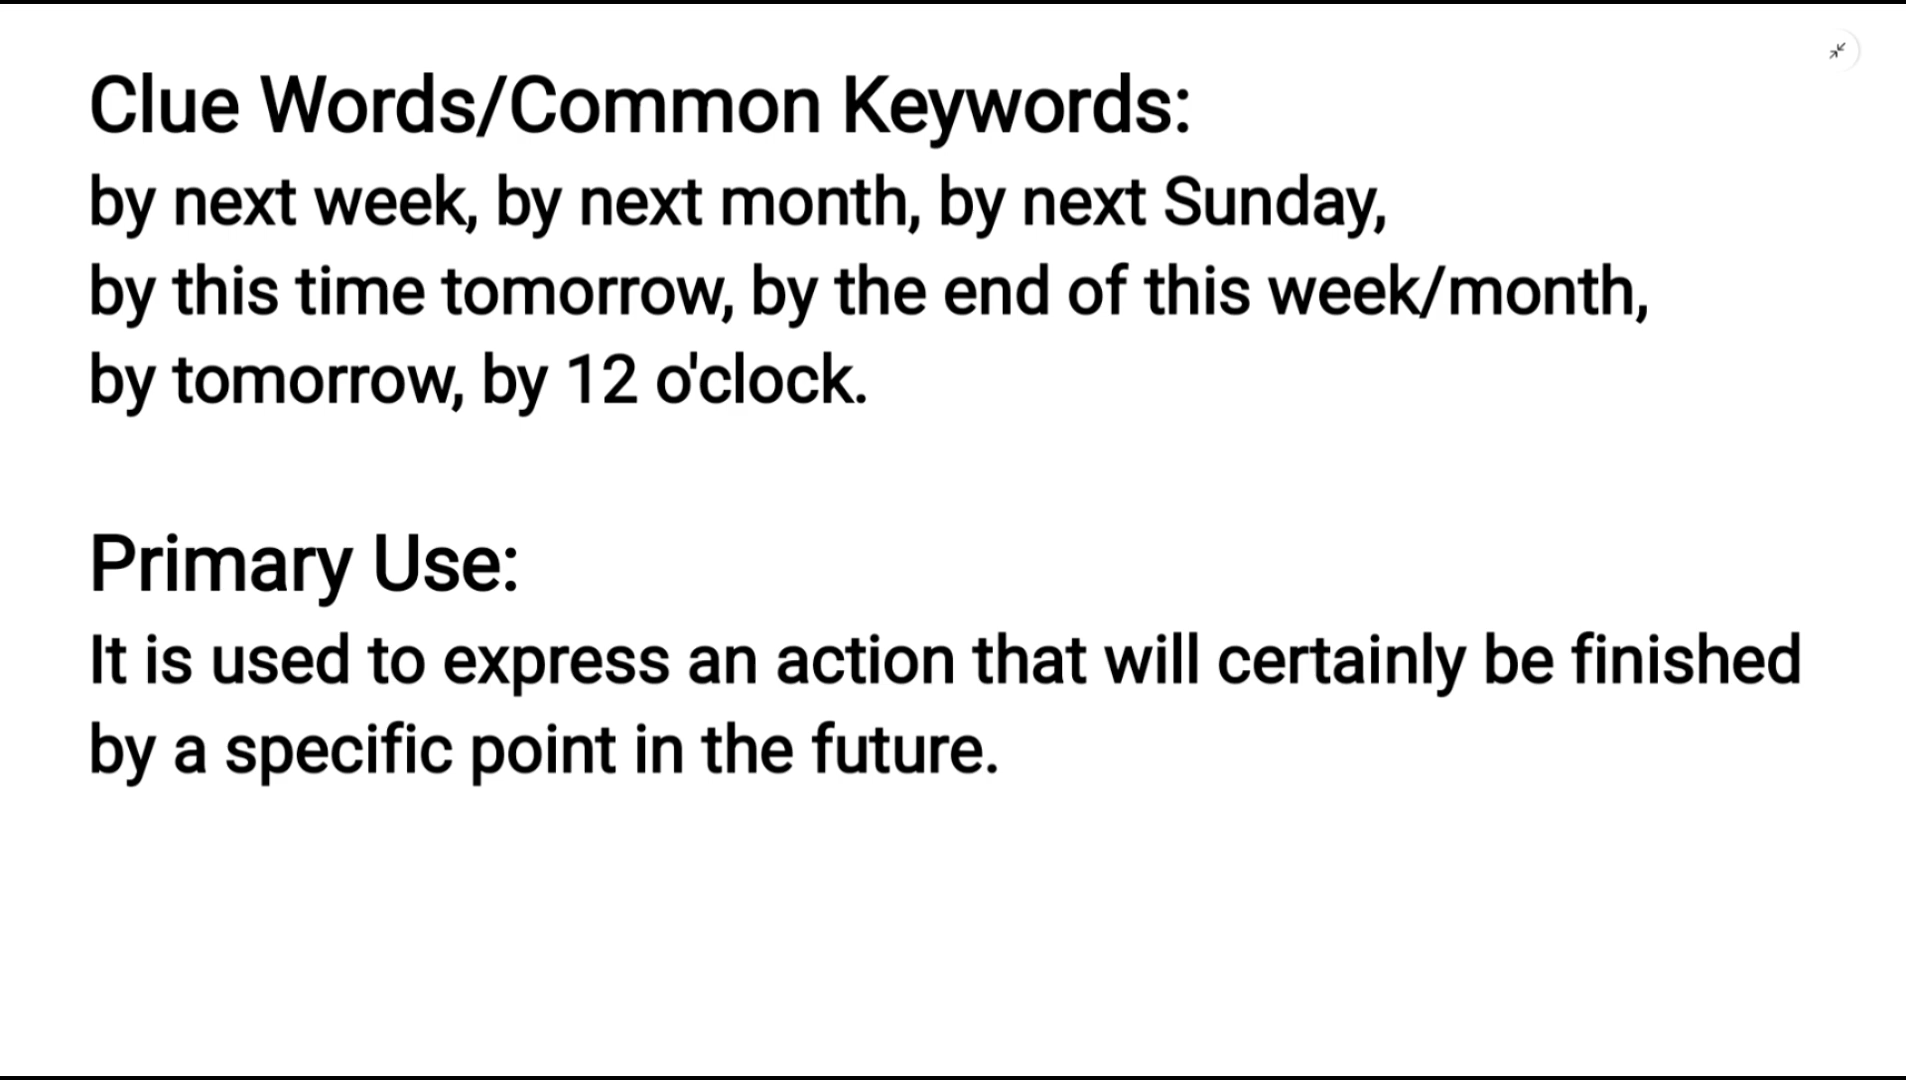 Clue Words/Common Keywords:
by next week, by next month, by next Sunday,
by this time tomorrow, by the end of this week/month,
by tomorrow, by 12 o'clock.
Primary Use:
It is used to express an action that will certainly be finished
by a specific point in the future.